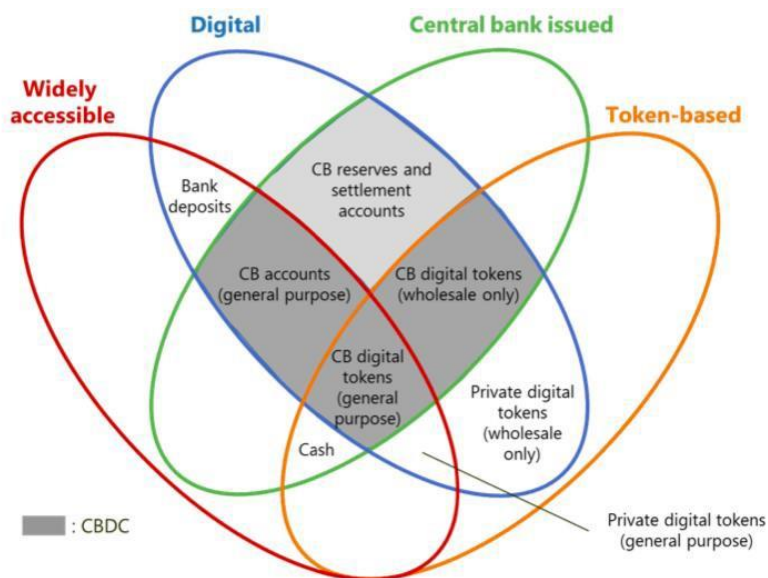 Digital
Central bank issued
Widely
accessible
Token-based
CB reserves and
settlement
accounts
Bank
deposits
CB accounts
(general purpose)
CB digital tokens
(wholesale only)
CB digital
tokens
(general
purpose)
Private digital
tokens
(wholesale
only)
Cash
Private digital tokens
(general purpose)
: CBDC